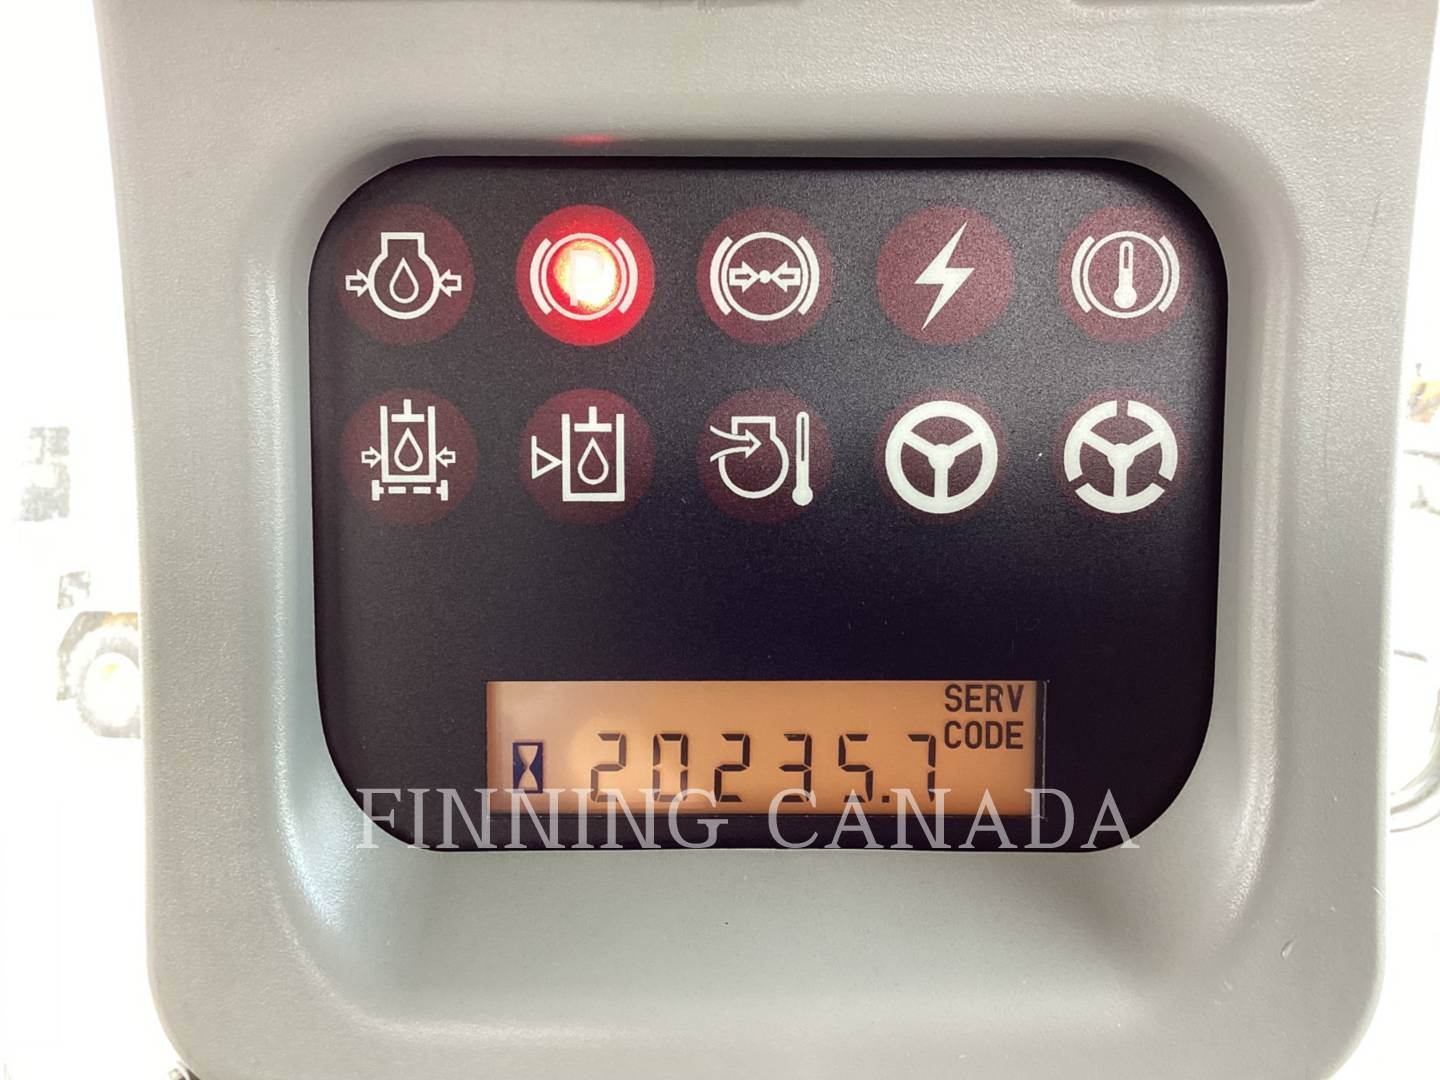 P
SERV
CODE
20235.7
FINNING CANADA